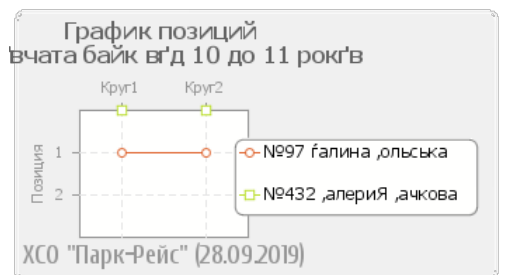 График позиций
ѓвчата байк вѓд 10 до 11 рокѓв
Круг1 Круг2
Позиция
1
2
№97 ѓалина ‚ольська
№432 ‚алериЯ ‚ачкова
ХСО "Парк-Рейс" (28.09.2019)